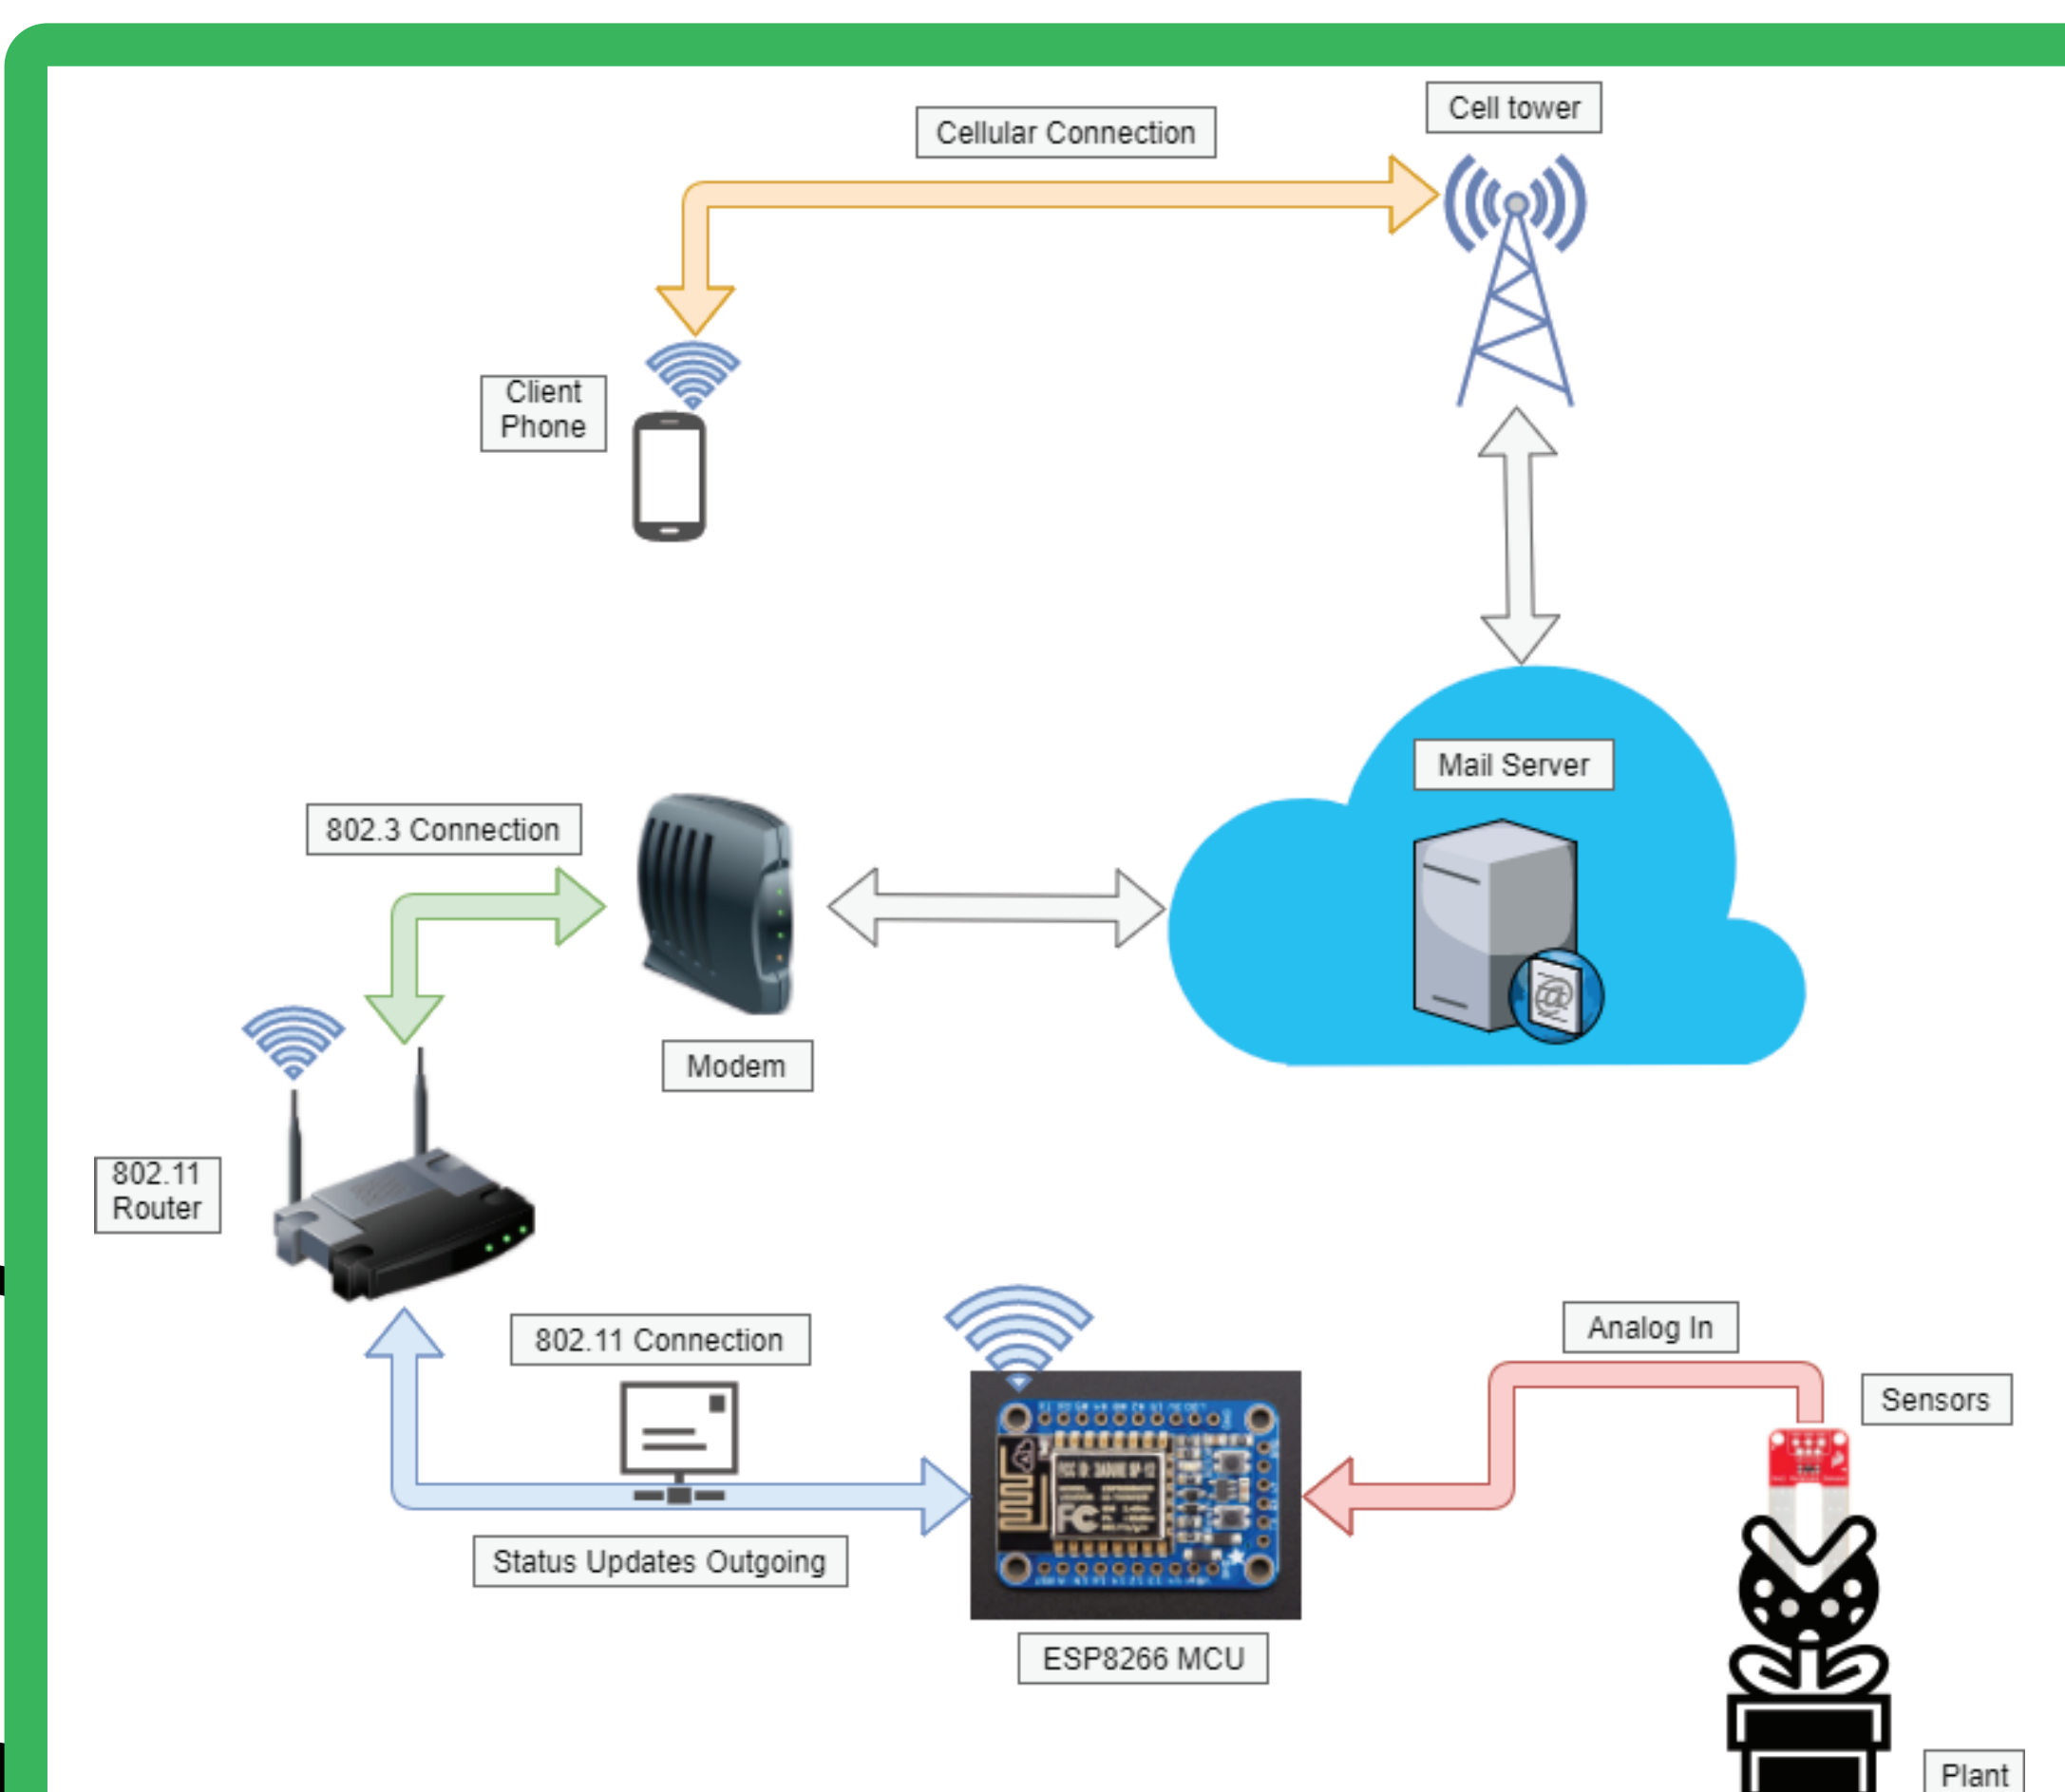 Cell tower
Cellular Connection
Client
Phone
Mail Server
802.3 Connection
Modem
802.11
Router
802.11 Connection
Analog In
Sensors
Status Updates Outgoing
ESP8266 MCU
Plant